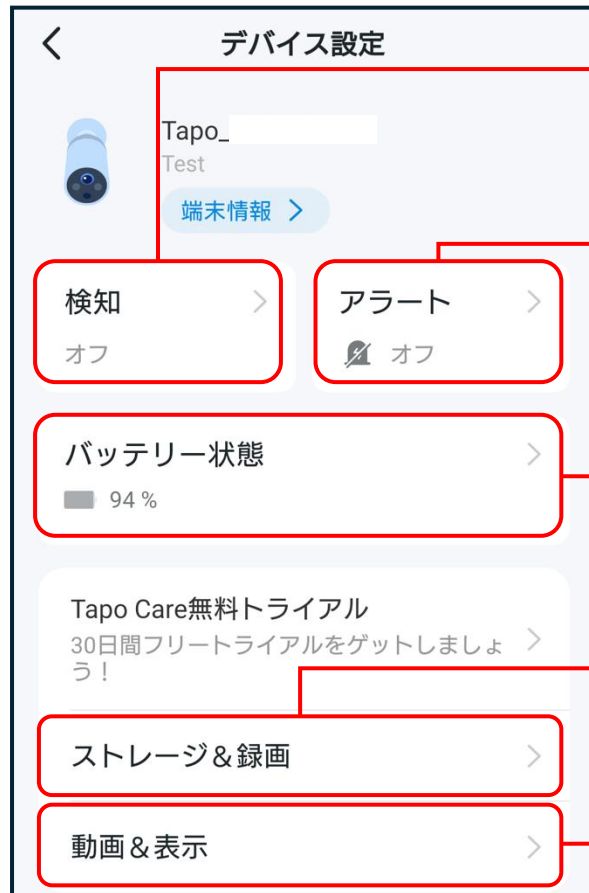 デバイス設定
Tapo_
Test
端末情報
検知
オフ
アラート
オフ
バッテリー状態
94 %
Tapo Care無料トライアル
30日間フリートライアルをゲットしましょ
う！
ストレージ＆録画
動画＆表示